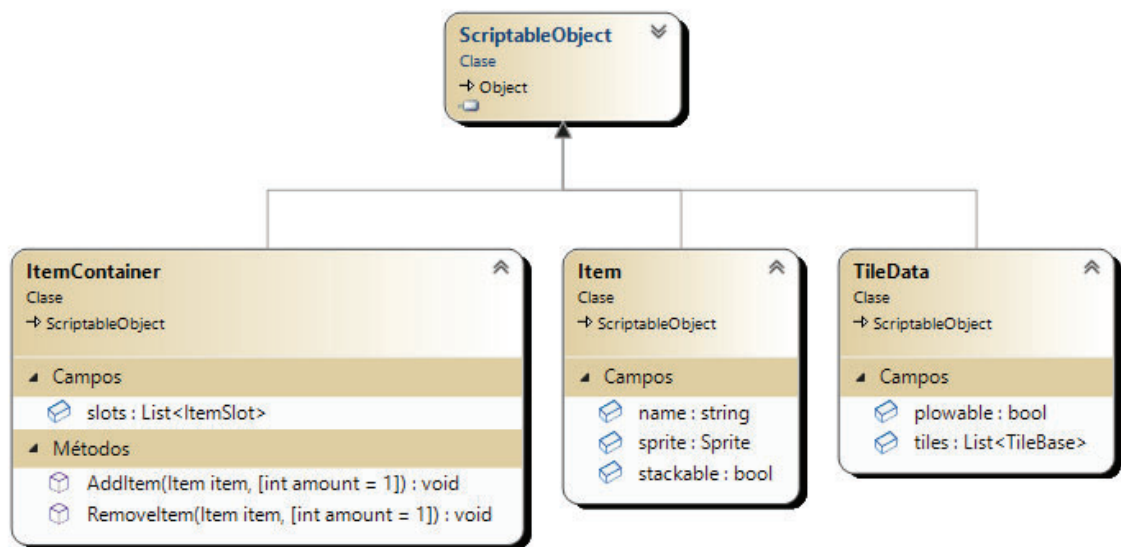 ScriptableObject
Clase
Object
ItemContainer
Clase
ScriptableObject
Campos
slots : List<ItemSlot>
Métodos
AddItem(Item item, [int amount = 1]) : void
RemoveItem(Item item, [int amount = 1]) : void
Item
Clase
ScriptableObject
Campos
name : string
sprite : Sprite
stackable : bool
TileData
Clase
ScriptableObject
Campos
plowable : bool
tiles : List<TileBase>